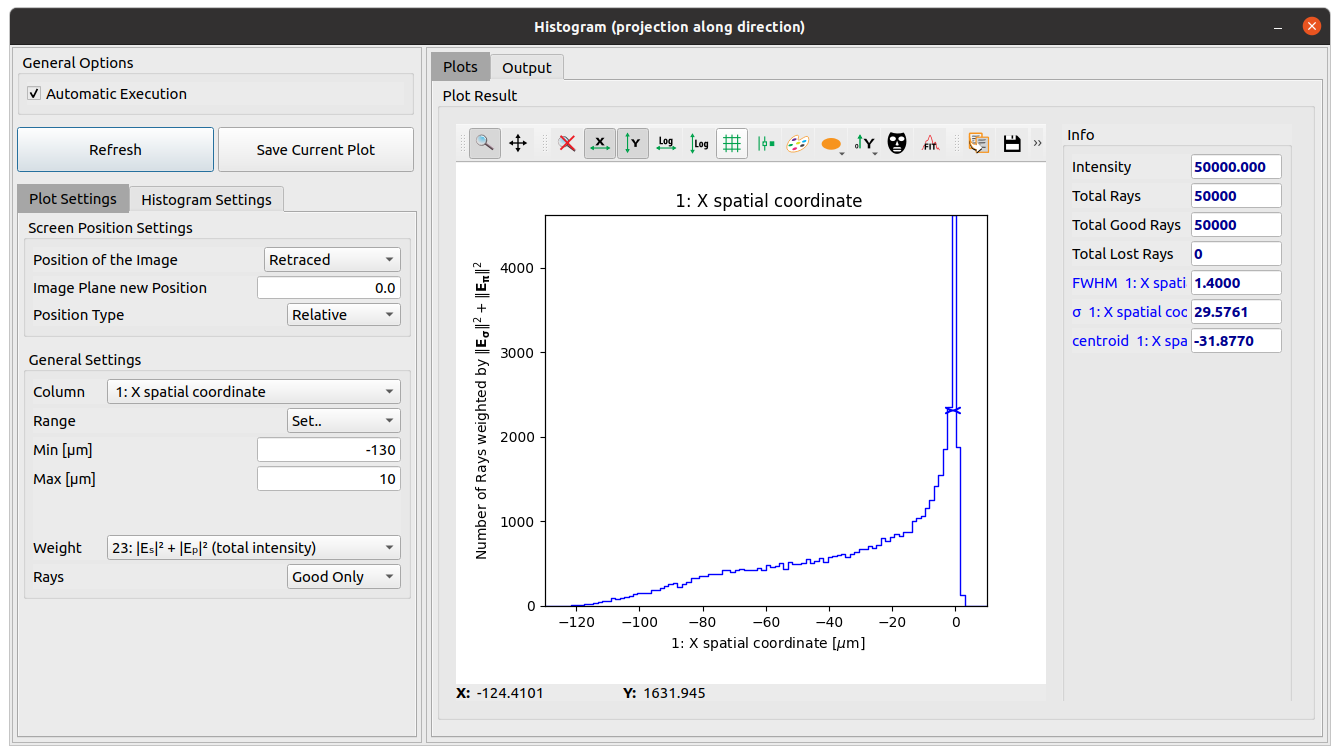 Histogram (projection along direction)
General Options
Automatic Execution
Refresh
Save Current Plot
Plot Settings
Histogram Settings
Screen Position Settings
Position of the Image
Retraced
Image Plane new Position
0.0
Position Type
Relative
General Settings
Column
1: X spatial coordinate
Range
Set..
Min [μm]
-130
Max [μm]
10
Weight
23: |Eₛ|² + |Eₚ|² (total intensity)
Rays
Good Only
Plots
Output
Plot Result
X
Y
Log
Log
Y
FIT
»
1: X spatial coordinate
Number of Rays weighted by ‖E_σ‖² + ‖E_π‖²
4000
3000
2000
1000
0
−120
−100
−80
−60
−40
−20
0
1: X spatial coordinate [μm]
X: -124.4101
Y: 1631.945
Info
Intensity
50000.000
Total Rays
50000
Total Good Rays
50000
Total Lost Rays
0
FWHM 1: X spati
1.4000
σ 1: X spatial coc
29.5761
centroid 1: X spa
-31.8770